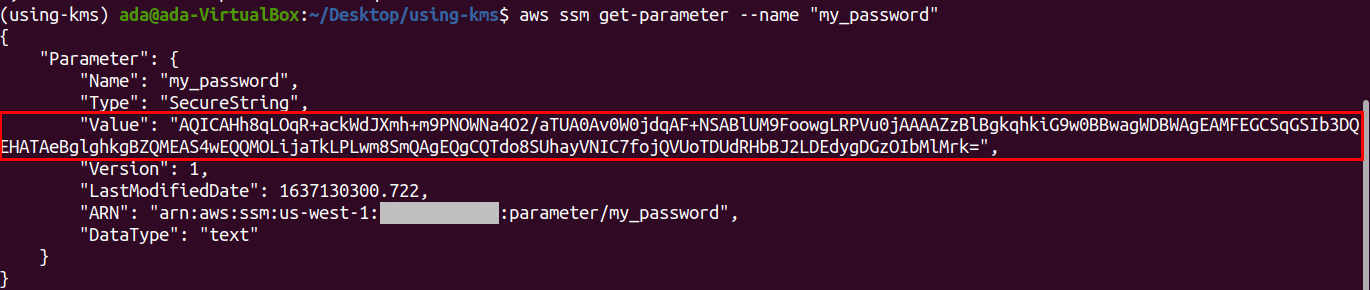 (using-kms) ada@ada-VirtualBox:~/Desktop/using-kms$ aws ssm get-parameter --name "my_password"
{
    "Parameter": {
        "Name": "my_password",
        "Type": "SecureString",
        "Value": "AQICAHh8qLOqR+ackWdJXmh+m9PNOWNa4O2/aTUA0Av0W0jdqAF+NSABlUM9FoowgLRPVu0jAAAAZzBlBgkqhkiG9w0BBwagWDBWAgEAMFEGCSqGSIb3DQ
EHATAeBglghkgBZQMEAS4wEQQMOLijaTkLPLwm8SmQAgEQgCQTdo8SUhayVNIC7fojQVUoTDUdRHbBJ2LDEdygDGzOIbMlMrk=",
        "Version": 1,
        "LastModifiedDate": 1637130300.722,
        "ARN": "arn:aws:ssm:us-west-1: :parameter/my_password",
        "DataType": "text"
    }
}